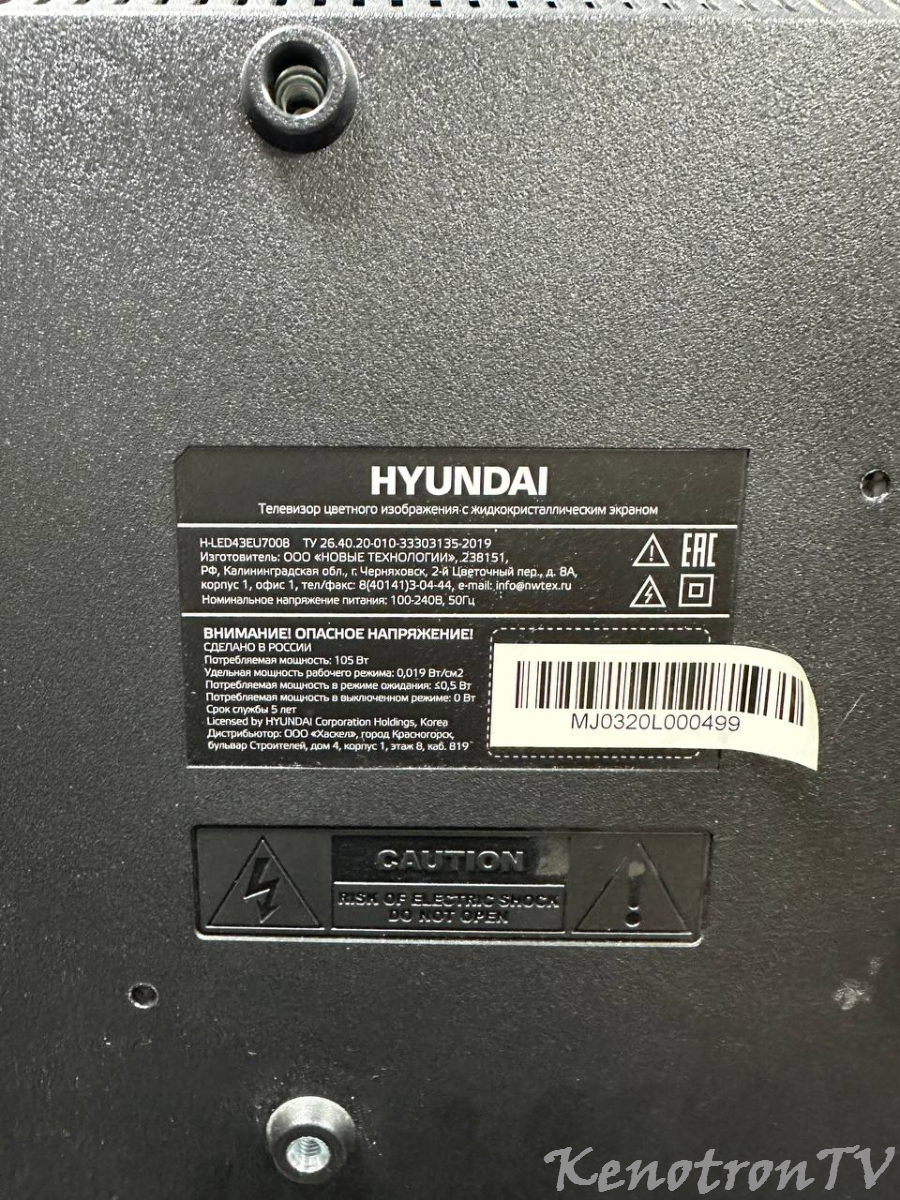 HYUNDAI
Телевизор цветного изображения с жидкокристаллическим экраном
H-LED43EU7008 ТУ 26.40.20-010-33303135-2019
Изготовитель: ООО «НОВЫЕ ТЕХНОЛОГИИ», 238151,
РФ, Калининградская обл., г. Черняховск, 2-й Цветочный пер., д. 8А,
корпус 1, офис 1, тел/факс: 8(40141)3-04-44, e-mail: info@nwtex.ru
Номинальное напряжение питания: 100-240В, 50Гц
EAC
ВНИМАНИЕ! ОПАСНОЕ НАПРЯЖЕНИЕ!
СДЕЛАНО В РОССИИ
Потребляемая мощность: 105 Вт
Удельная мощность рабочего режима: 0,019 Вт/см2
Потребляемая мощность в режиме ожидания: ≤0,5 Вт
Потребляемая мощность в выключенном режиме: 0 Вт
Срок службы 5 лет
Licensed by HYUNDAI Corporation Holdings, Korea
Дистрибьютор: ООО «Хаскел», город Красногорск,
бульвар Строителей, дом 4, корпус 1, этаж 8, каб. 819
MJ0320L000499
CAUTION
RISK OF ELECTRIC SHOCK
DO NOT OPEN
KenotronTV